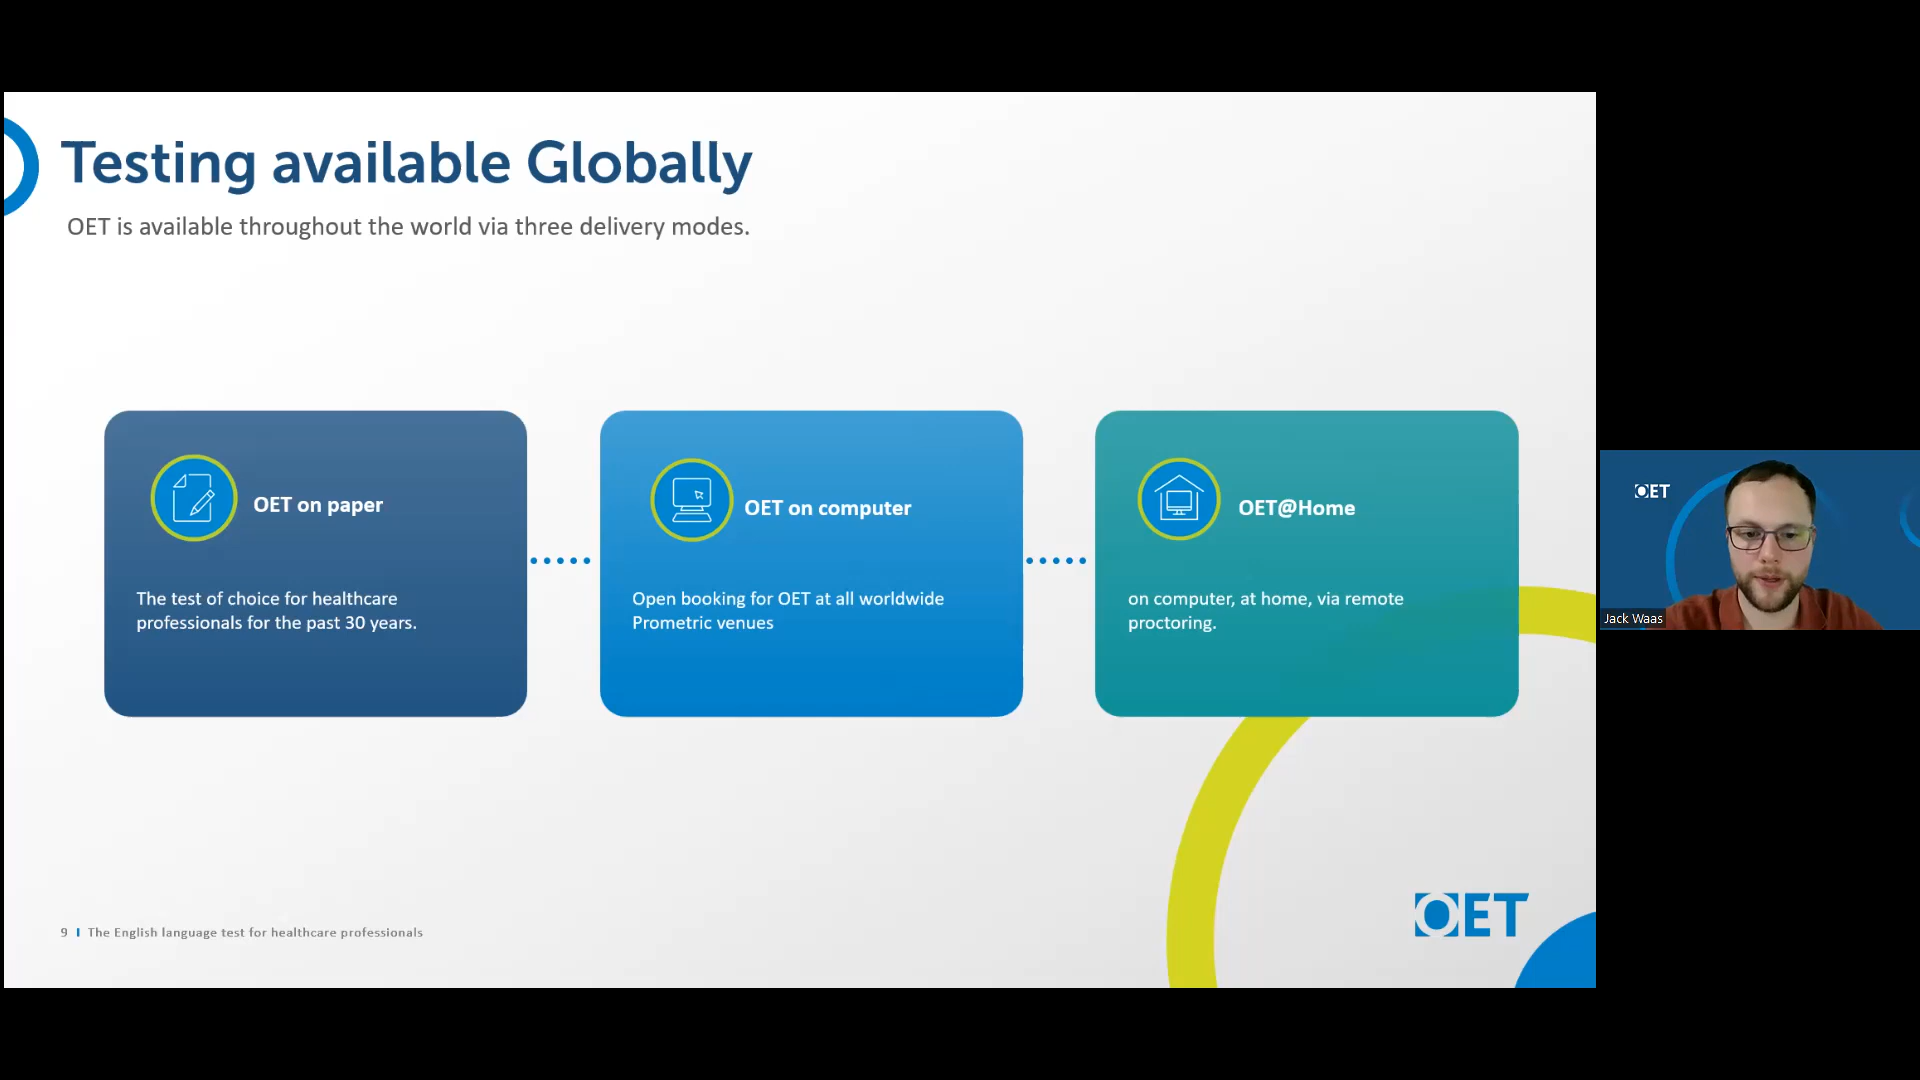 Testing available Globally
OET is available throughout the world via three delivery modes.
OET on paper
The test of choice for healthcare
professionals for the past 30 years.
OET on computer
Open booking for OET at all worldwide
Prometric venues
OET@Home
on computer, at home, via remote
proctoring.
OET
Jack Waas
9 The English language test for healthcare professionals
OET